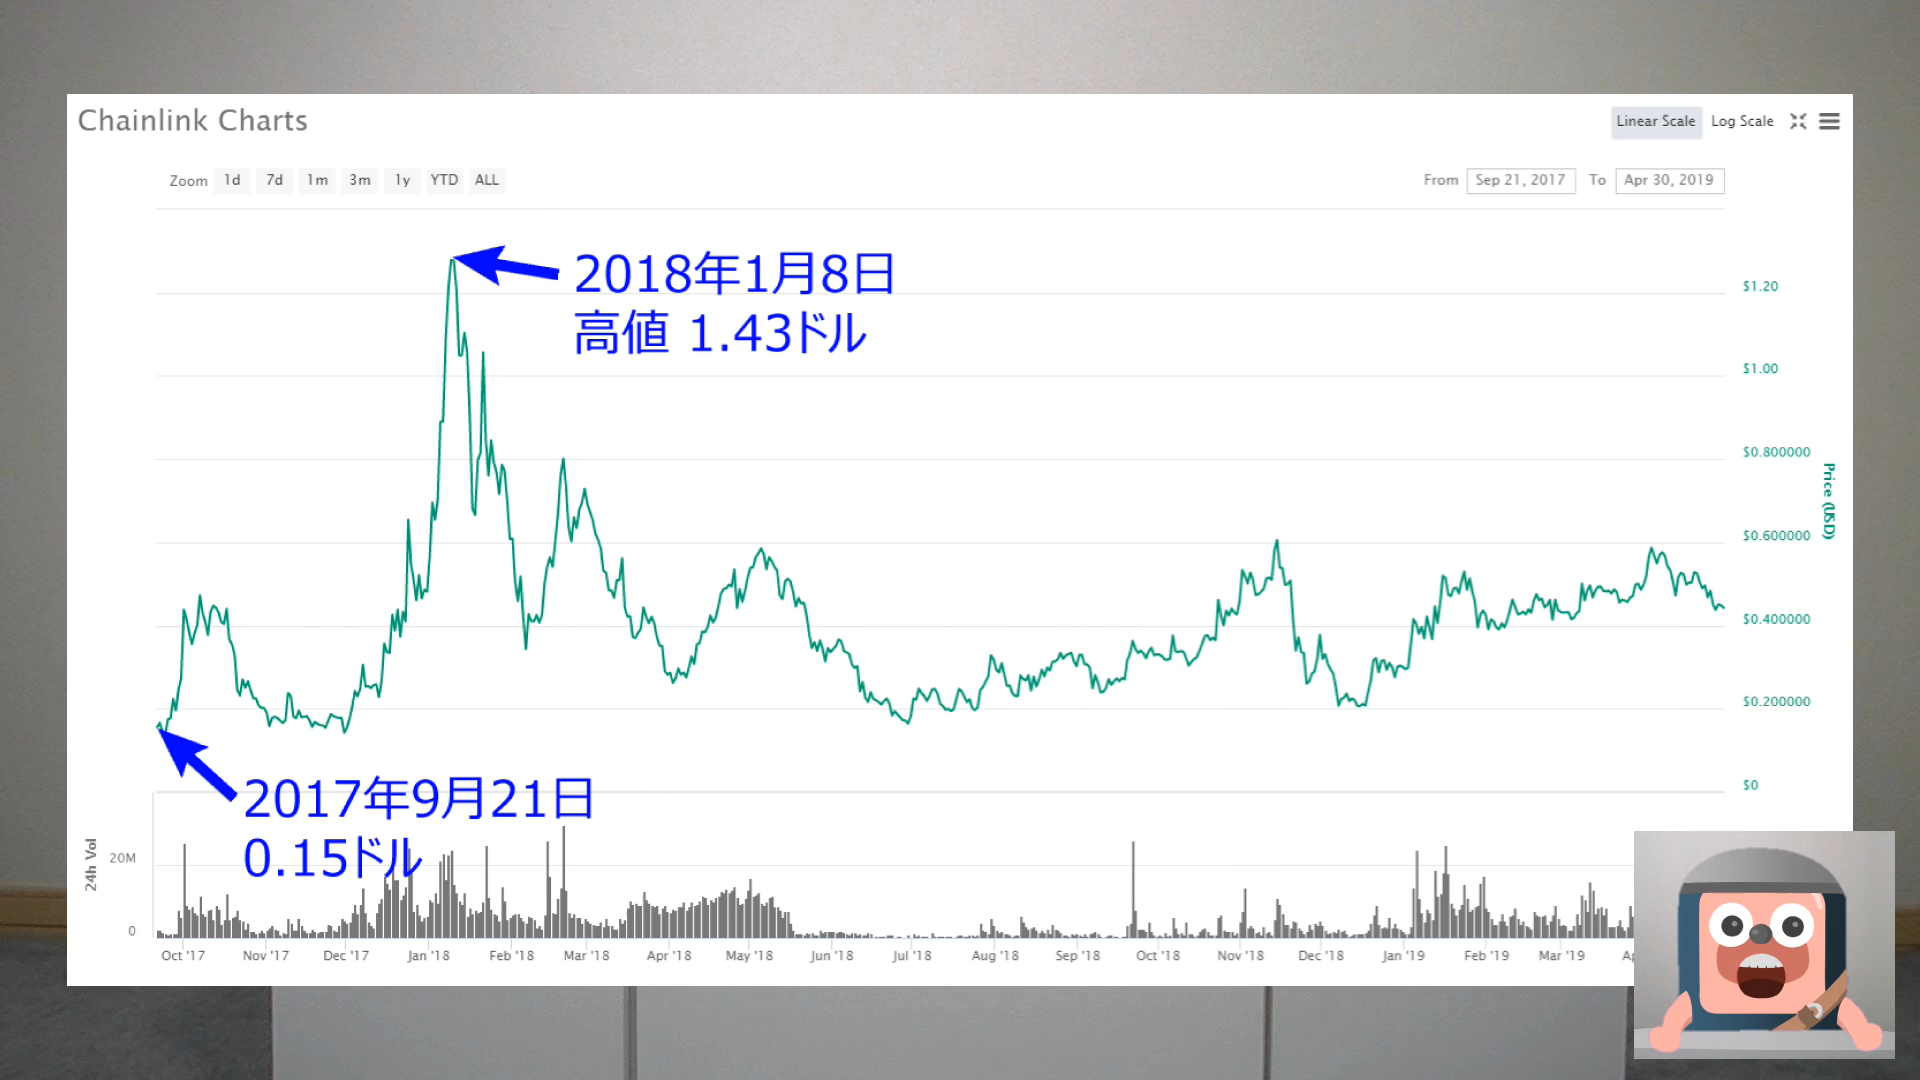 Chainlink Charts
Linear Scale Log Scale
Zoom 1d 7d 1m 3m 1y YTD ALL
From Sep 21, 2017 To Apr 30, 2019
2018年1月8日
高値 1.43ドル
$1.20
$1.00
$0.800000
$0.600000
$0.400000
$0.200000
$0
Price (USD)
2017年9月21日
0.15ドル
24h Vol
20M
0
Oct '17 Nov '17 Dec '17 Jan '18 Feb '18 Mar '18 Apr '18 May '18 Jun '18 Jul '18 Aug '18 Sep '18 Oct '18 Nov '18 Dec '18 Jan '19 Feb '19 Mar '19